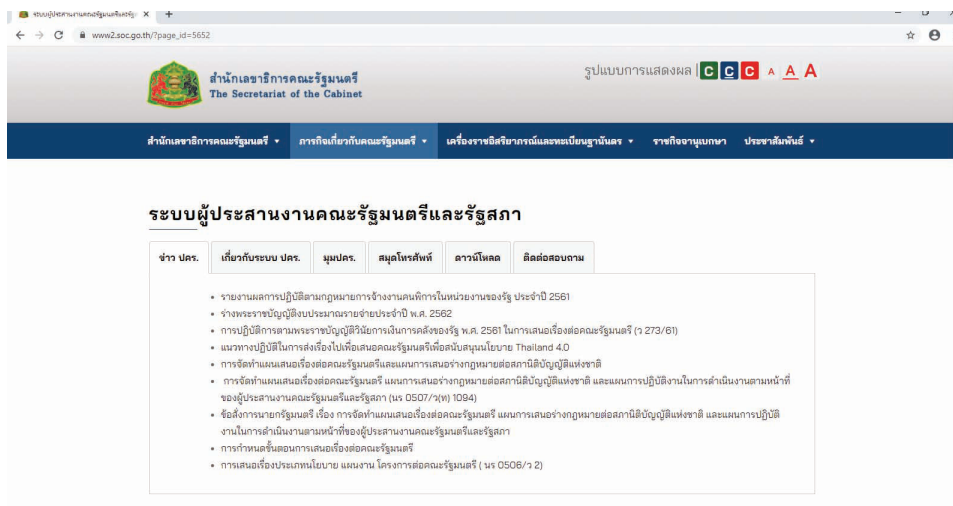 ระบบผู้ประสานงานคณะรัฐมนตรีและรัฐ
www2.soc.go.th/?page_id=5652
สำนักเลขาธิการคณะรัฐมนตรี
The Secretariat of the Cabinet
รูปแบบการแสดงผล | C C C A A A
สำนักเลขาธิการคณะรัฐมนตรี ภารกิจเกี่ยวกับคณะรัฐมนตรี เครื่องราชอิสริยาภรณ์และทะเบียนฐานันดร ราชกิจจานุเบกษา ประชาสัมพันธ์
ระบบผู้ประสานงานคณะรัฐมนตรีและรัฐสภา
ข่าว ปคร. เกี่ยวกับระบบ ปคร. มุมปคร. สมุดโทรศัพท์ ดาวน์โหลด ติดต่อสอบถาม
• รายงานผลการปฏิบัติตามกฎหมายการจ้างงานคนพิการในหน่วยงานของรัฐ ประจำปี 2561
• ร่างพระราชบัญญัติงบประมาณรายจ่ายประจำปี พ.ศ. 2562
• การปฏิบัติการตามพระราชบัญญัติวินัยการเงินการคลังของรัฐ พ.ศ. 2561 ในการเสนอเรื่องต่อคณะรัฐมนตรี (ว 273/61)
• แนวทางปฏิบัติในการส่งเรื่องไปเพื่อเสนอคณะรัฐมนตรีเพื่อสนับสนุนนโยบาย Thailand 4.0
• การจัดทำแผนเสนอเรื่องต่อคณะรัฐมนตรีและแผนการเสนอร่างกฎหมายต่อสภานิติบัญญัติแห่งชาติ
• การจัดทำแผนเสนอเรื่องต่อคณะรัฐมนตรี แผนการเสนอร่างกฎหมายต่อสภานิติบัญญัติแห่งชาติ และแผนการปฏิบัติงานในการดำเนินงานตามหน้าที่
ของผู้ประสานงานคณะรัฐมนตรีและรัฐสภา (นร 0507/ว(ท) 1094)
• ข้อสั่งการนายกรัฐมนตรี เรื่อง การจัดทำแผนเสนอเรื่องต่อคณะรัฐมนตรี แผนการเสนอร่างกฎหมายต่อสภานิติบัญญัติแห่งชาติ และแผนการปฏิบัติ
งานในการดำเนินงานตามหน้าที่ของผู้ประสานงานคณะรัฐมนตรีและรัฐสภา
• การกำหนดขั้นตอนการเสนอเรื่องต่อคณะรัฐมนตรี
• การเสนอเรื่องประเภทนโยบาย แผนงาน โครงการต่อคณะรัฐมนตรี ( นร 0506/ว 2)